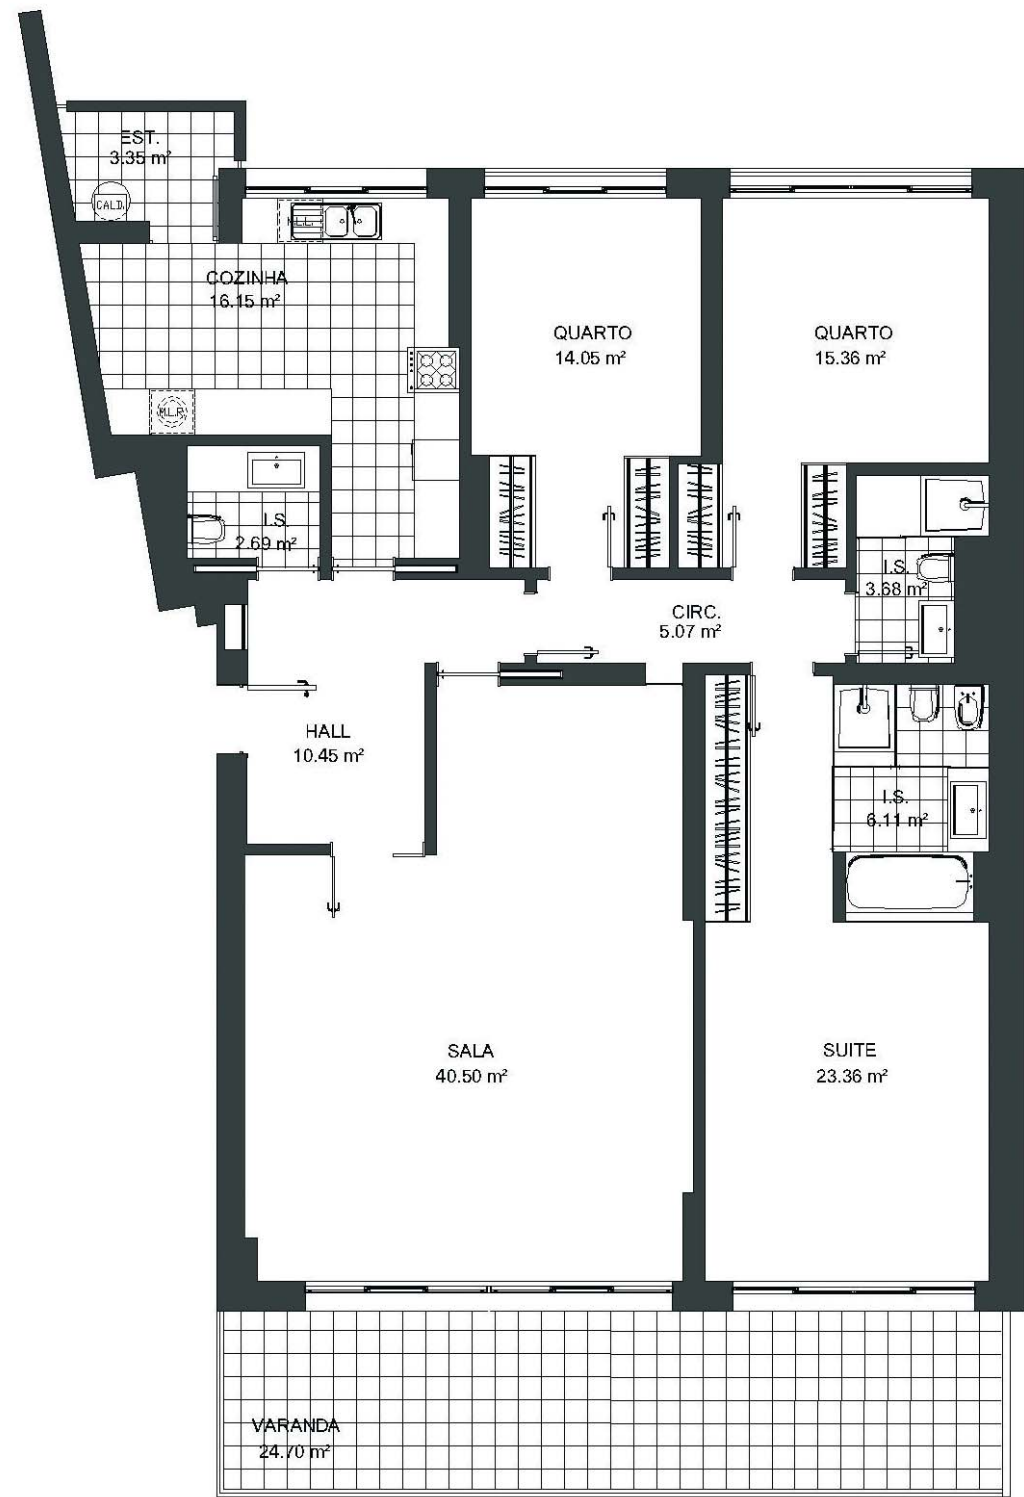 EST.
3.35 m²
CALD.
COZINHA
16.15 m²
QUARTO
14.05 m²
QUARTO
15.36 m²
M.L.R.
I.S.
2.69 m²
I.S.
3.68 m²
CIRC.
5.07 m²
HALL
10.45 m²
I.S.
6.11 m²
SALA
40.50 m²
SUITE
23.36 m²
VARANDA
24.70 m²